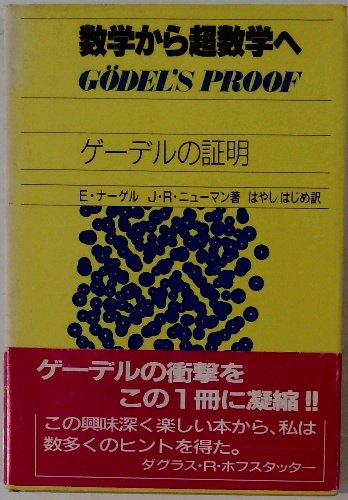 数学から超数学へ
GÖDEL'S PROOF
ゲーデルの証明
E・ナーゲル J・R・ニューマン著 はやし はじめ訳
ゲーデルの衝撃を
この1冊に凝縮!!
この興味深く楽しい本から、私は
数多くのヒントを得た。
ダグラス・R・ホフスタッター